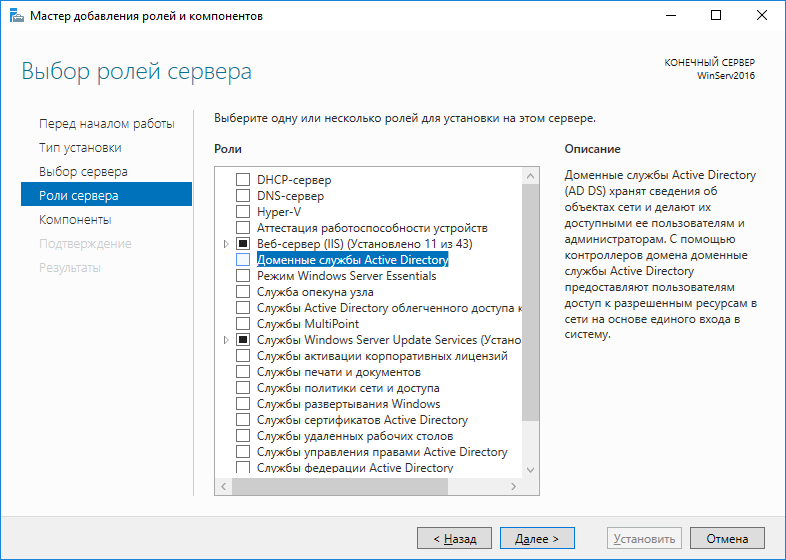 Мастер добавления ролей и компонентов
Выбор ролей сервера
КОНЕЧНЫЙ СЕРВЕР
WinServ2016
Перед началом работы
Тип установки
Выбор сервера
Роли сервера
Компоненты
Подтверждение
Результаты
Выберите одну или несколько ролей для установки на этом сервере.
Роли
DHCP-сервер
DNS-сервер
Hyper-V
Аттестация работоспособности устройств
Веб-сервер (IIS) (Установлено 11 из 43)
Доменные службы Active Directory
Режим Windows Server Essentials
Служба опекуна узла
Службы Active Directory облегченного доступа к
Службы MultiPoint
Службы Windows Server Update Services (Устано
Службы активации корпоративных лицензий
Службы печати и документов
Службы политики сети и доступа
Службы развертывания Windows
Службы сертификатов Active Directory
Службы удаленных рабочих столов
Службы управления правами Active Directory
Службы федерации Active Directory
Описание
Доменные службы Active Directory
(AD DS) хранят сведения об
объектах сети и делают их
доступными ее пользователям и
администраторам. С помощью
контроллеров домена доменные
службы Active Directory
предоставляют пользователям
доступ к разрешенным ресурсам в
сети на основе единого входа в
систему.
< Назад
Далее >
Установить
Отмена